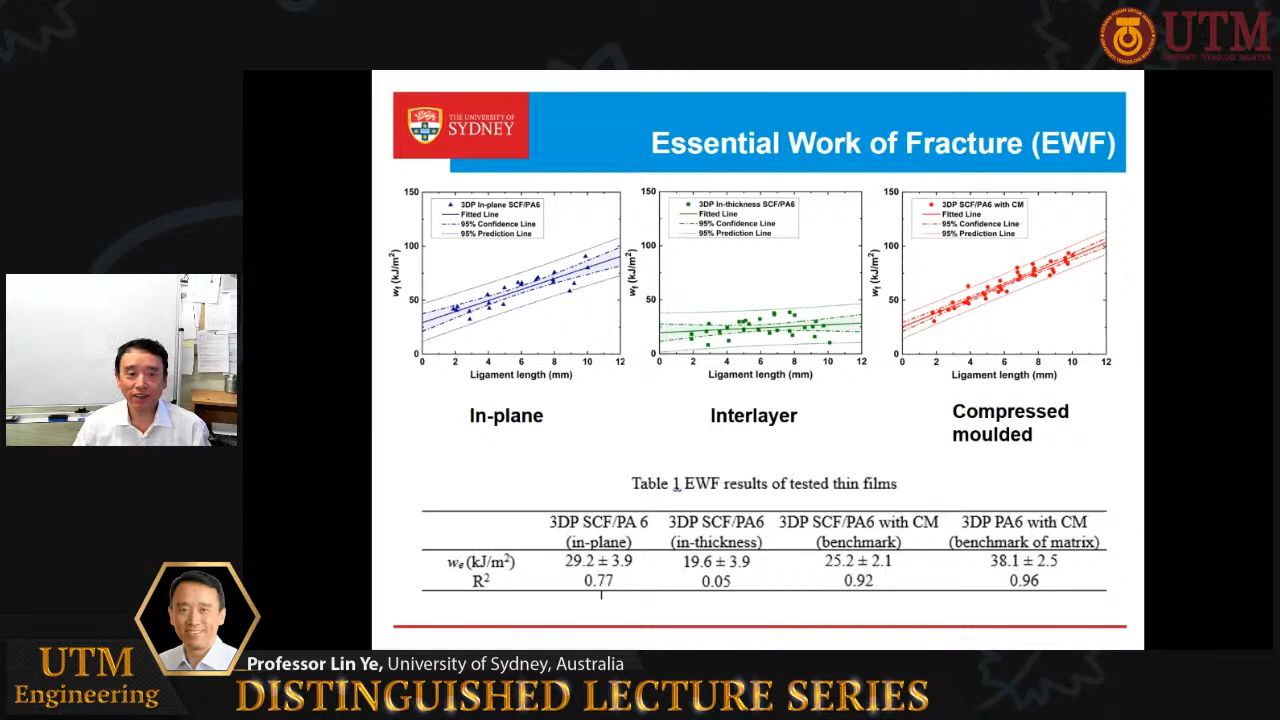 UTM
UNIVERSITI TEKNOLOGI MALAYSIA
THE UNIVERSITY OF
SYDNEY
Essential Work of Fracture (EWF)
150
100
50
0
wf (kJ/m²)
3DP In-plane SCF/PA6
Fitted Line
95% Confidence Line
95% Prediction Line
0 2 4 6 8 10 12
Ligament length (mm)
In-plane
150
100
50
0
wf (kJ/m²)
3DP In-thickness SCF/PA6
Fitted Line
95% Confidence Line
95% Prediction Line
0 2 4 6 8 10 12
Ligament length (mm)
Interlayer
150
100
50
0
wf (kJ/m²)
3DP SCF/PA6 with CM
Fitted Line
95% Confidence Line
95% Prediction Line
0 2 4 6 8 10 12
Ligament length (mm)
Compressed
moulded
Table 1 EWF results of tested thin films
3DP SCF/PA 6 3DP SCF/PA6 3DP SCF/PA6 with CM 3DP PA6 with CM
(in-plane) (in-thickness) (benchmark) (benchmark of matrix)
we (kJ/m²) 29.2 ± 3.9 19.6 ± 3.9 25.2 ± 2.1 38.1 ± 2.5
R² 0.77 0.05 0.92 0.96
Professor Lin Ye, University of Sydney, Australia
UTM
Engineering
DISTINGUISHED LECTURE SERIES